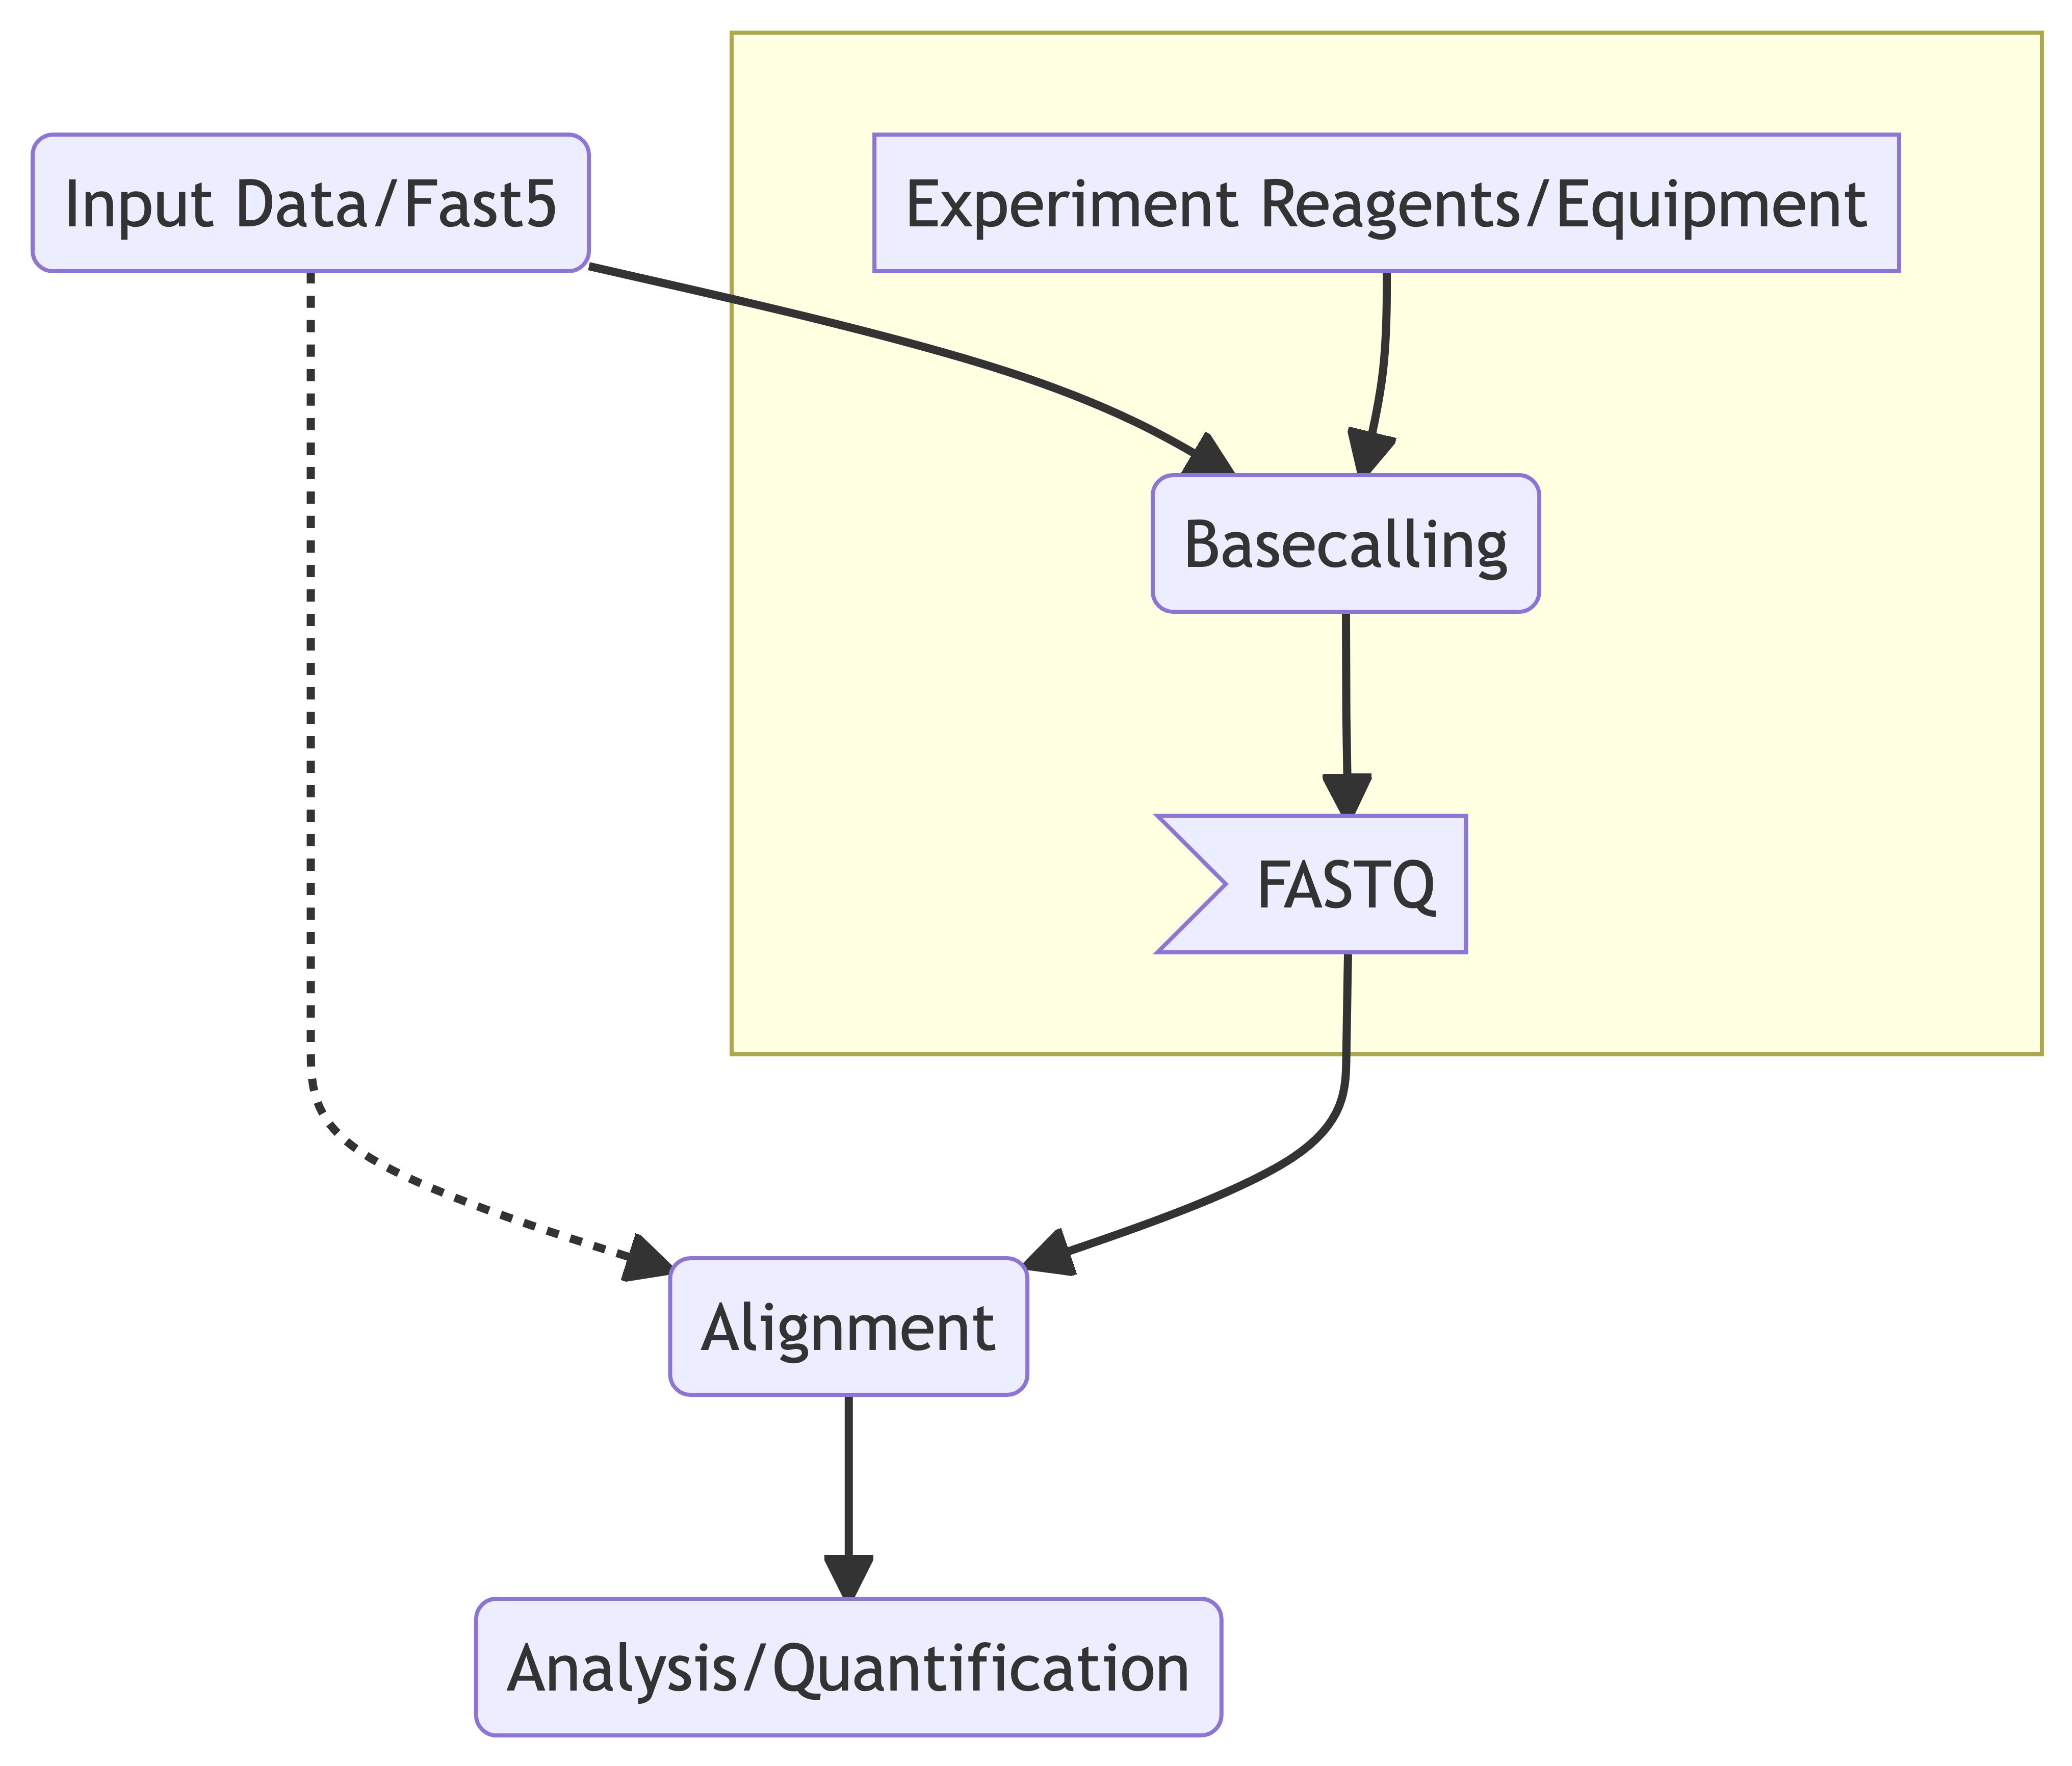 Input Data/Fast5
Experiment Reagents/Equipment
Basecalling
FASTQ
Alignment
Analysis/Quantification